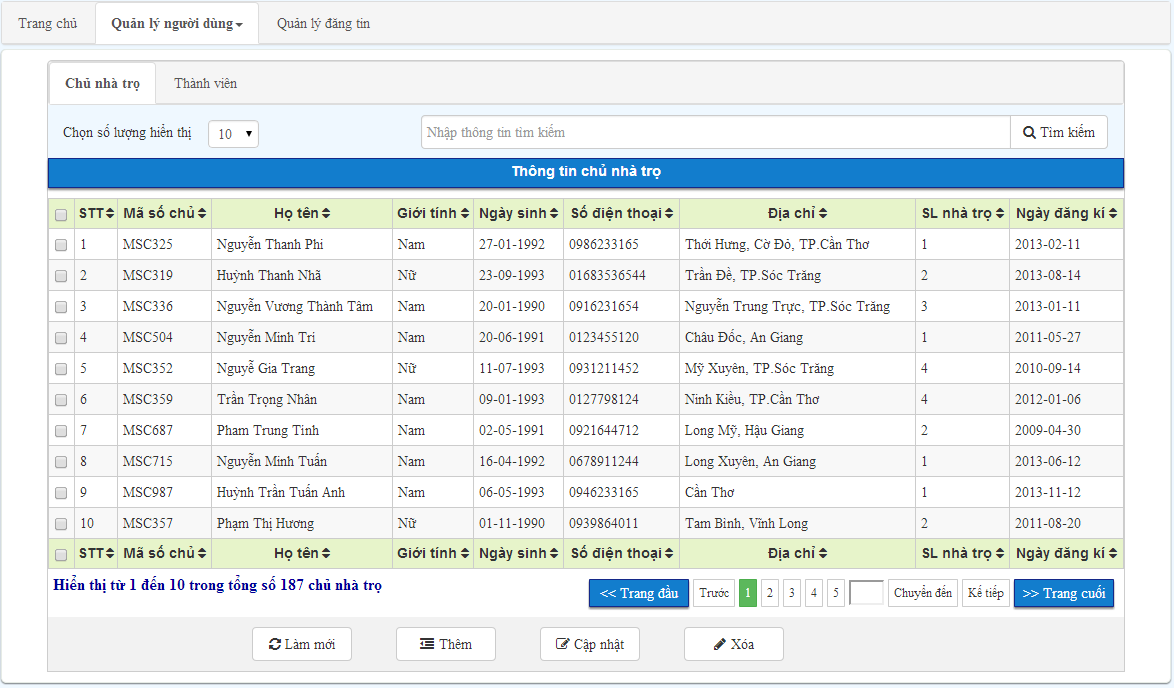 Trang chủ Quản lý người dùng Quản lý đăng tin
Chủ nhà trọ Thành viên
Chọn số lượng hiển thị 10 Nhập thông tin tìm kiếm Tìm kiếm
Thông tin chủ nhà trọ
STT Mã số chủ Họ tên Giới tính Ngày sinh Số điện thoại Địa chỉ SL nhà trọ Ngày đăng kí
1 MSC325 Nguyễn Thanh Phi Nam 27-01-1992 0986233165 Thới Hưng, Cờ Đỏ, TP.Cần Thơ 1 2013-02-11
2 MSC319 Huỳnh Thanh Nhã Nữ 23-09-1993 01683536544 Trần Đề, TP.Sóc Trăng 2 2013-08-14
3 MSC336 Nguyễn Vương Thành Tâm Nam 20-01-1990 0916231654 Nguyễn Trung Trực, TP.Sóc Trăng 3 2013-01-11
4 MSC504 Nguyễn Minh Trí Nam 20-06-1991 0123455120 Châu Đốc, An Giang 1 2011-05-27
5 MSC352 Nguyễ Gia Trang Nữ 11-07-1993 0931211452 Mỹ Xuyên, TP.Sóc Trăng 4 2010-09-14
6 MSC359 Trần Trọng Nhân Nam 09-01-1993 0127798124 Ninh Kiều, TP.Cần Thơ 4 2012-01-06
7 MSC687 Pham Trung Tính Nam 02-05-1991 0921644712 Long Mỹ, Hậu Giang 2 2009-04-30
8 MSC715 Nguyễn Minh Tuấn Nam 16-04-1992 0678911244 Long Xuyên, An Giang 1 2013-06-12
9 MSC987 Huỳnh Trần Tuấn Anh Nam 06-05-1993 0946233165 Cần Thơ 1 2013-11-12
10 MSC357 Phạm Thị Hương Nữ 01-11-1990 0939864011 Tam Bình, Vĩnh Long 2 2011-08-20
STT Mã số chủ Họ tên Giới tính Ngày sinh Số điện thoại Địa chỉ SL nhà trọ Ngày đăng kí
Hiển thị từ 1 đến 10 trong tổng số 187 chủ nhà trọ << Trang đầu Trước 1 2 3 4 5 Chuyển đến Kế tiếp >> Trang cuối
Làm mới Thêm Cập nhật Xóa